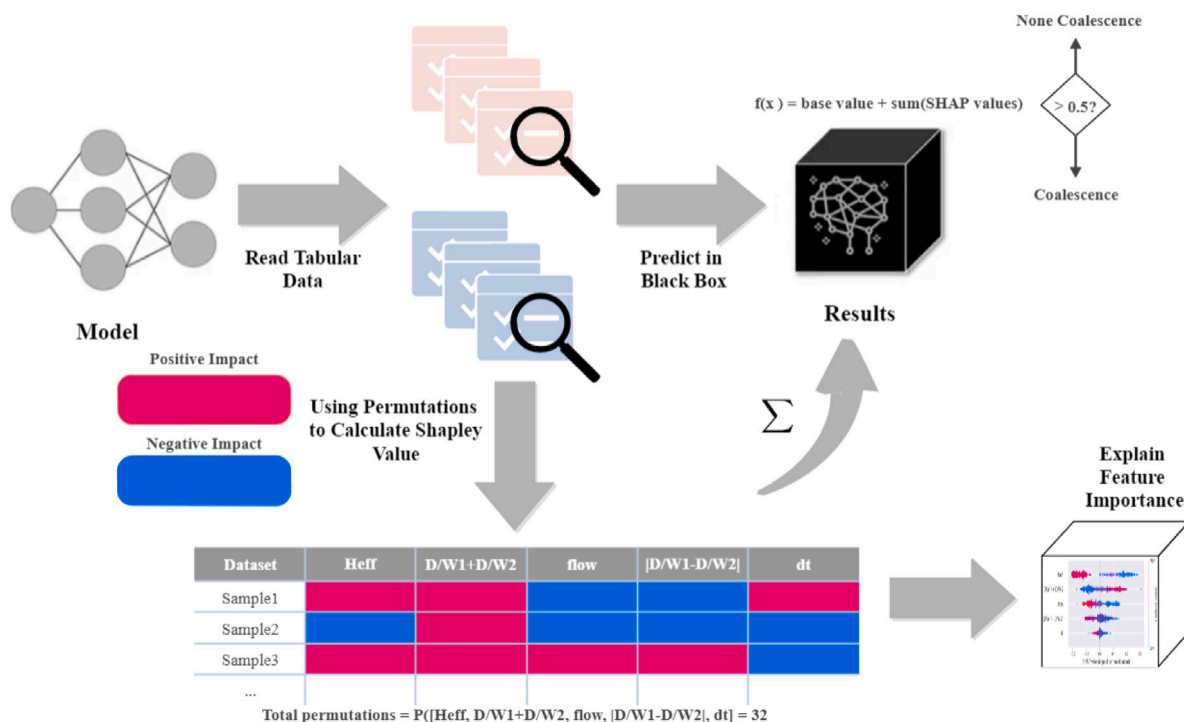 None Coalescence
f(x ) = base value + sum(SHAP values)
> 0.5?
Coalescence
Read Tabular
Data
Predict in
Black Box
Results
Model
Positive Impact
Negative Impact
Using Permutations
to Calculate Shapley
Value
Σ
Explain
Feature
Importance
Dataset Heff D/W1+D/W2 flow |D/W1-D/W2| dt
Sample1
Sample2
Sample3
...
Total permutations = P([Heff, D/W1+D/W2, flow, |D/W1-D/W2|, dt] = 32